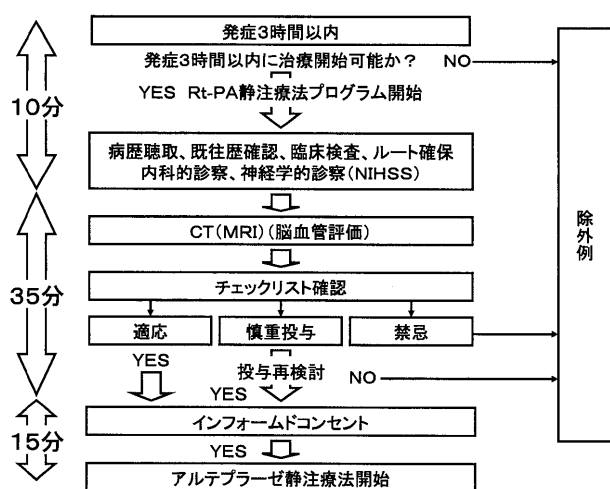 発症3時間以内
発症3時間以内に治療開始可能か？ NO
YES Rt-PA静注療法プログラム開始
10分
病歴聴取、既往歴確認、臨床検査、ルート確保
内科的診察、神経学的診察(NIHSS)
CT(MRI)(脳血管評価)
チェックリスト確認
35分
適応 慎重投与 禁忌
YES 投与再検討 NO
YES
インフォームドコンセント
15分
YES
アルテプラーゼ静注療法開始
除外例